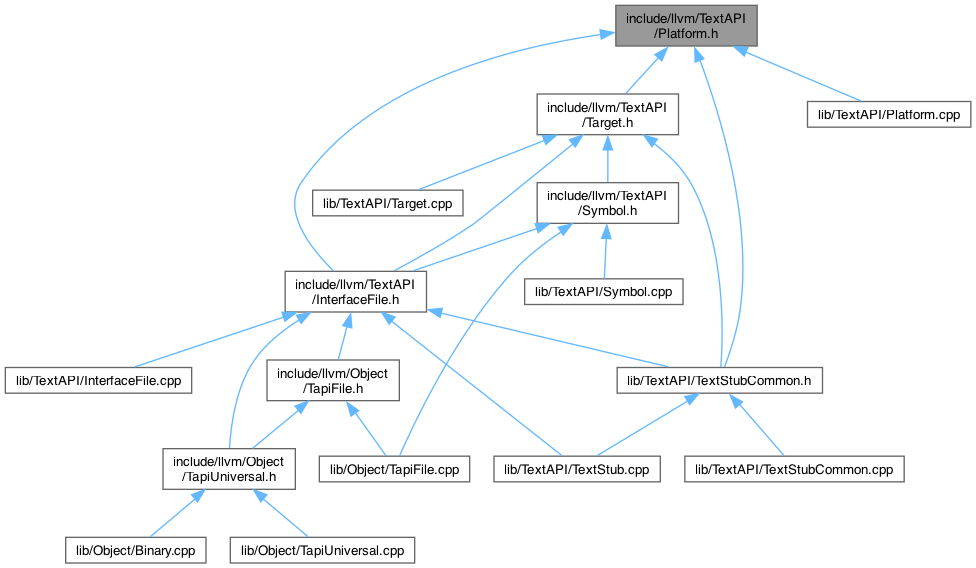 include/llvm/TextAPI
/Platform.h
include/llvm/TextAPI
/Target.h
lib/TextAPI/Platform.cpp
lib/TextAPI/Target.cpp
include/llvm/TextAPI
/Symbol.h
include/llvm/TextAPI
/InterfaceFile.h
lib/TextAPI/Symbol.cpp
lib/TextAPI/InterfaceFile.cpp
include/llvm/Object
/TapiFile.h
lib/TextAPI/TextStubCommon.h
include/llvm/Object
/TapiUniversal.h
lib/Object/TapiFile.cpp
lib/TextAPI/TextStub.cpp
lib/TextAPI/TextStubCommon.cpp
lib/Object/Binary.cpp
lib/Object/TapiUniversal.cpp